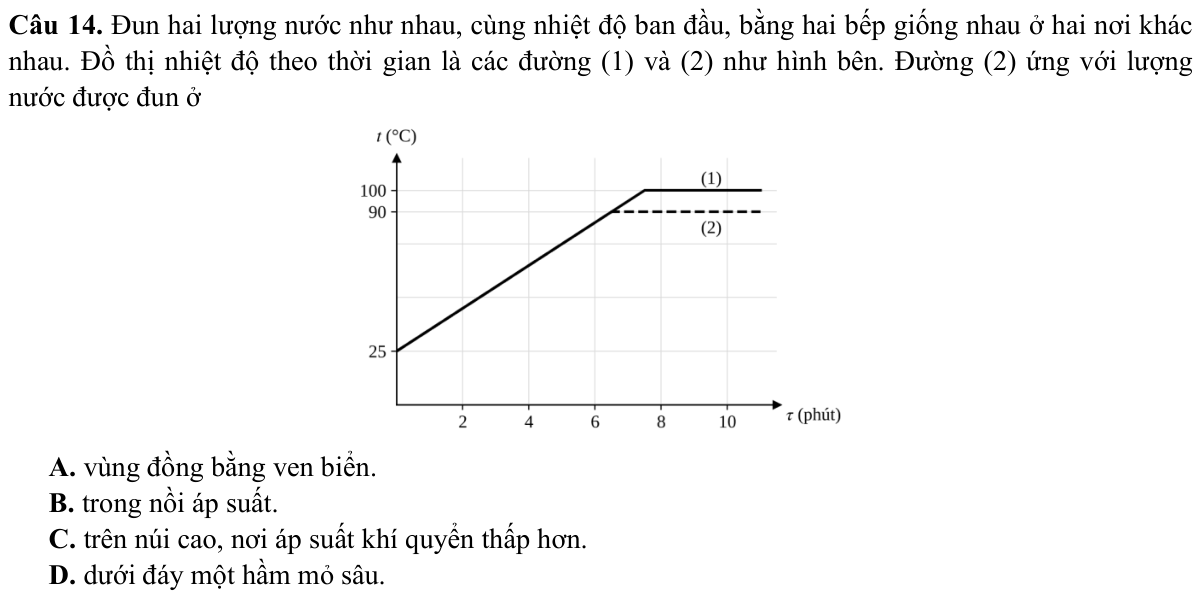 Câu 14. Đun hai lượng nước như nhau, cùng nhiệt độ ban đầu, bằng hai bếp giống nhau ở hai nơi khác
nhau. Đồ thị nhiệt độ theo thời gian là các đường (1) và (2) như hình bên. Đường (2) ứng với lượng
nước được đun ở
t (°C)
(1)
100
90
(2)
25
2 4 6 8 10
τ (phút)
A. vùng đồng bằng ven biển.
B. trong nồi áp suất.
C. trên núi cao, nơi áp suất khí quyển thấp hơn.
D. dưới đáy một hầm mỏ sâu.